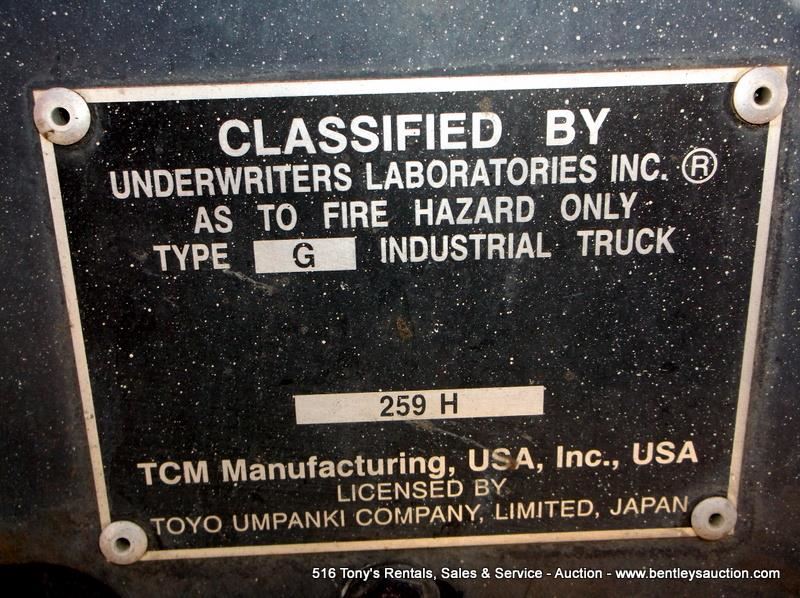 CLASSIFIED BY
UNDERWRITERS LABORATORIES INC. ®
AS TO FIRE HAZARD ONLY
TYPE G INDUSTRIAL TRUCK
259 H
TCM Manufacturing, USA, Inc., USA
LICENSED BY
TOYO UMPANKI COMPANY, LIMITED, JAPAN
516 Tony's Rentals, Sales & Service - Auction - www.bentleysauction.com